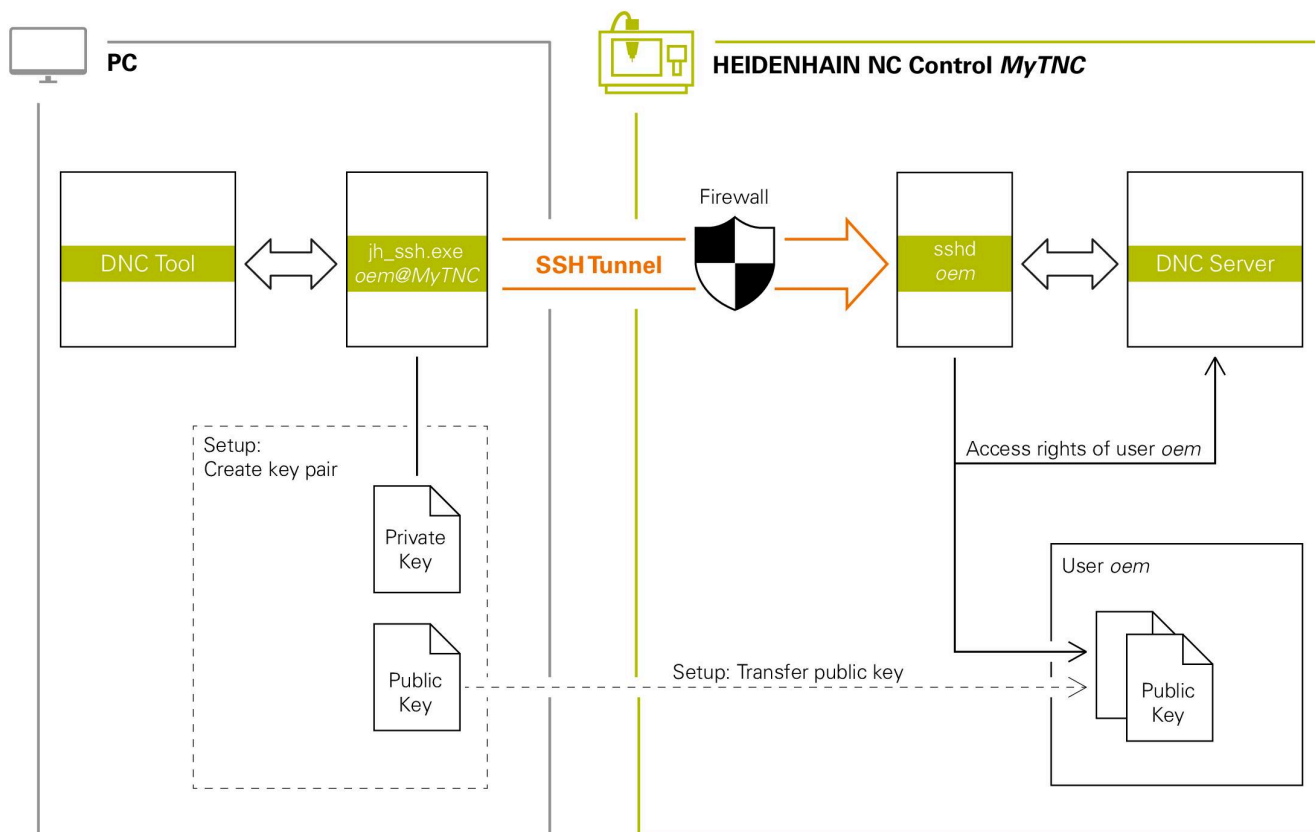 PC
HEIDENHAIN NC Control MyTNC
Firewall
DNC Tool
jh_ssh.exe
oem@MyTNC
SSH Tunnel
sshd
oem
DNC Server
Setup:
Create key pair
Access rights of user oem
Private
Key
User oem
Setup: Transfer public key
Public
Key
Public
Key